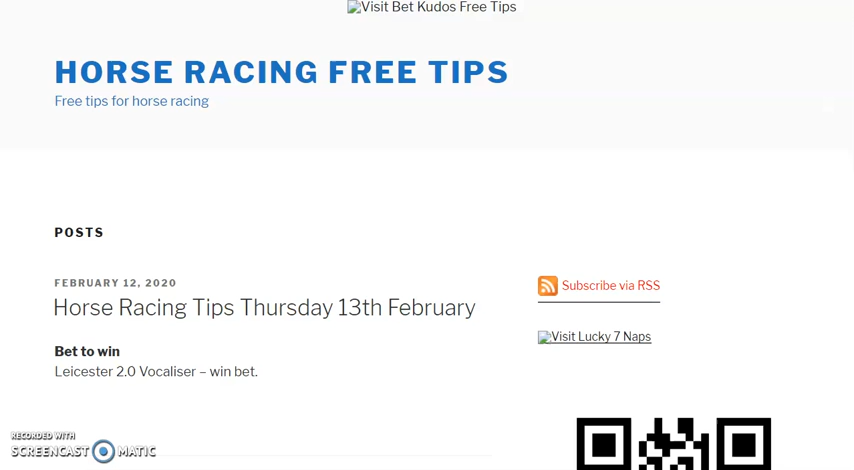 Visit Bet Kudos Free Tips
HORSE RACING FREE TIPS
Free tips for horse racing
POSTS
FEBRUARY 12, 2020
Horse Racing Tips Thursday 13th February
Subscribe via RSS
Bet to win
Leicester 2.0 Vocaliser – win bet.
Visit Lucky 7 Naps
RECORDED WITH
SCREENCAST MATIC